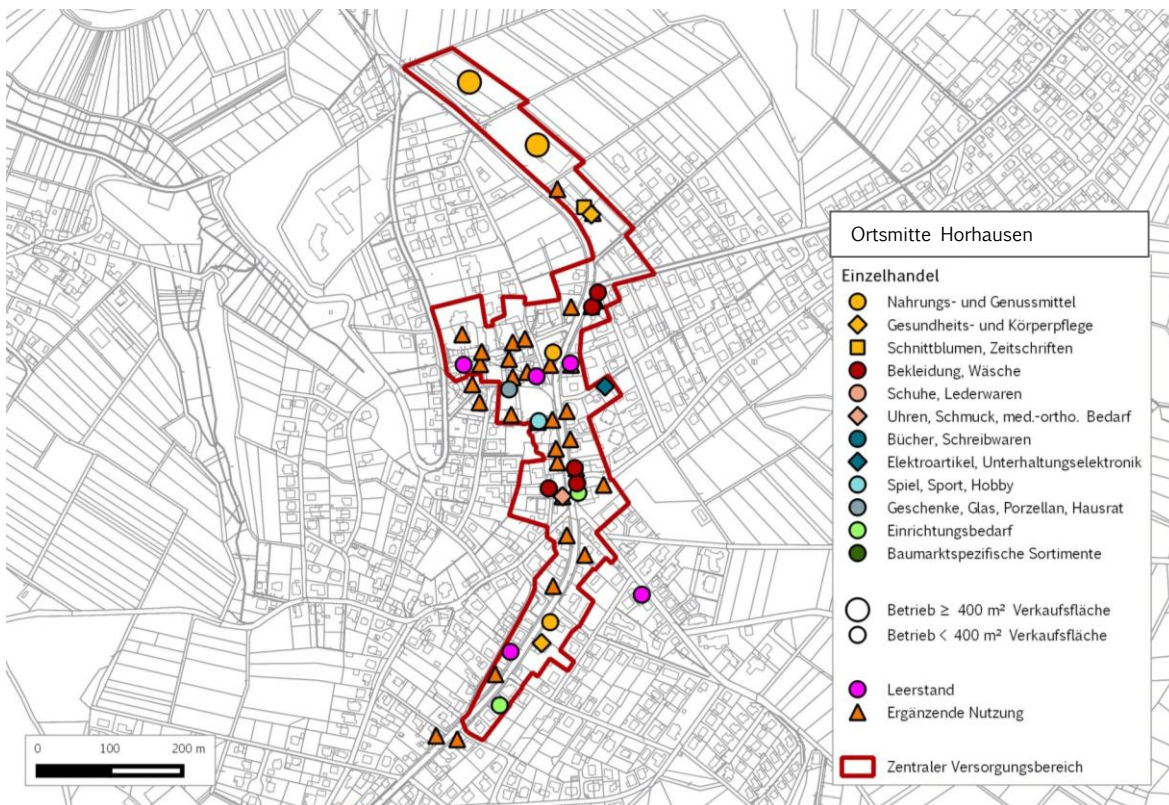 Ortsmitte Horhausen
Einzelhandel
Nahrungs- und Genussmittel
Gesundheits- und Körperpflege
Schnittblumen, Zeitschriften
Bekleidung, Wäsche
Schuhe, Lederwaren
Uhren, Schmuck, med.-ortho. Bedarf
Bücher, Schreibwaren
Elektroartikel, Unterhaltungselektronik
Spiel, Sport, Hobby
Geschenke, Glas, Porzellan, Hausrat
Einrichtungsbedarf
Baumarktspezifische Sortimente
Betrieb ≥ 400 m² Verkaufsfläche
Betrieb < 400 m² Verkaufsfläche
Leerstand
Ergänzende Nutzung
Zentraler Versorgungsbereich
0 100 200 m